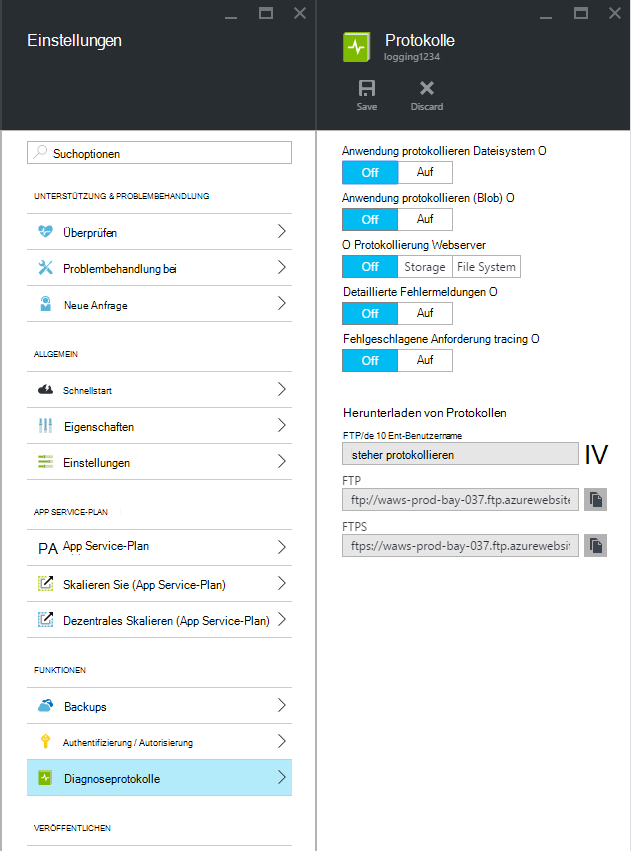 Einstellungen
Suchoptionen
UNTERSTÜTZUNG & PROBLEMBEHANDLUNG
Überprüfen
Problembehandlung bei
Neue Anfrage
ALLGEMEIN
Schnellstart
Eigenschaften
Einstellungen
APP SERVICE-PLAN
PA App Service-Plan
Skalieren Sie (App Service-Plan)
Dezentrales Skalieren (App Service-Plan)
FUNKTIONEN
Backups
Authentifizierung / Autorisierung
Diagnoseprotokolle
VERÖFFENTLICHEN
Protokolle
logging1234
Save Discard
Anwendung protokollieren Dateisystem O
Off Auf
Anwendung protokollieren (Blob) O
Off Auf
O Protokollierung Webserver
Off Storage File System
Detaillierte Fehlermeldungen O
Off Auf
Fehlgeschlagene Anforderung tracing O
Off Auf
Herunterladen von Protokollen
FTP/de 10 Ent-Benutzername
steher protokollieren IV
FTP
ftp://waws-prod-bay-037.ftp.azurewebsite
FTPS
ftps://waws-prod-bay-037.ftp.azurewebsi